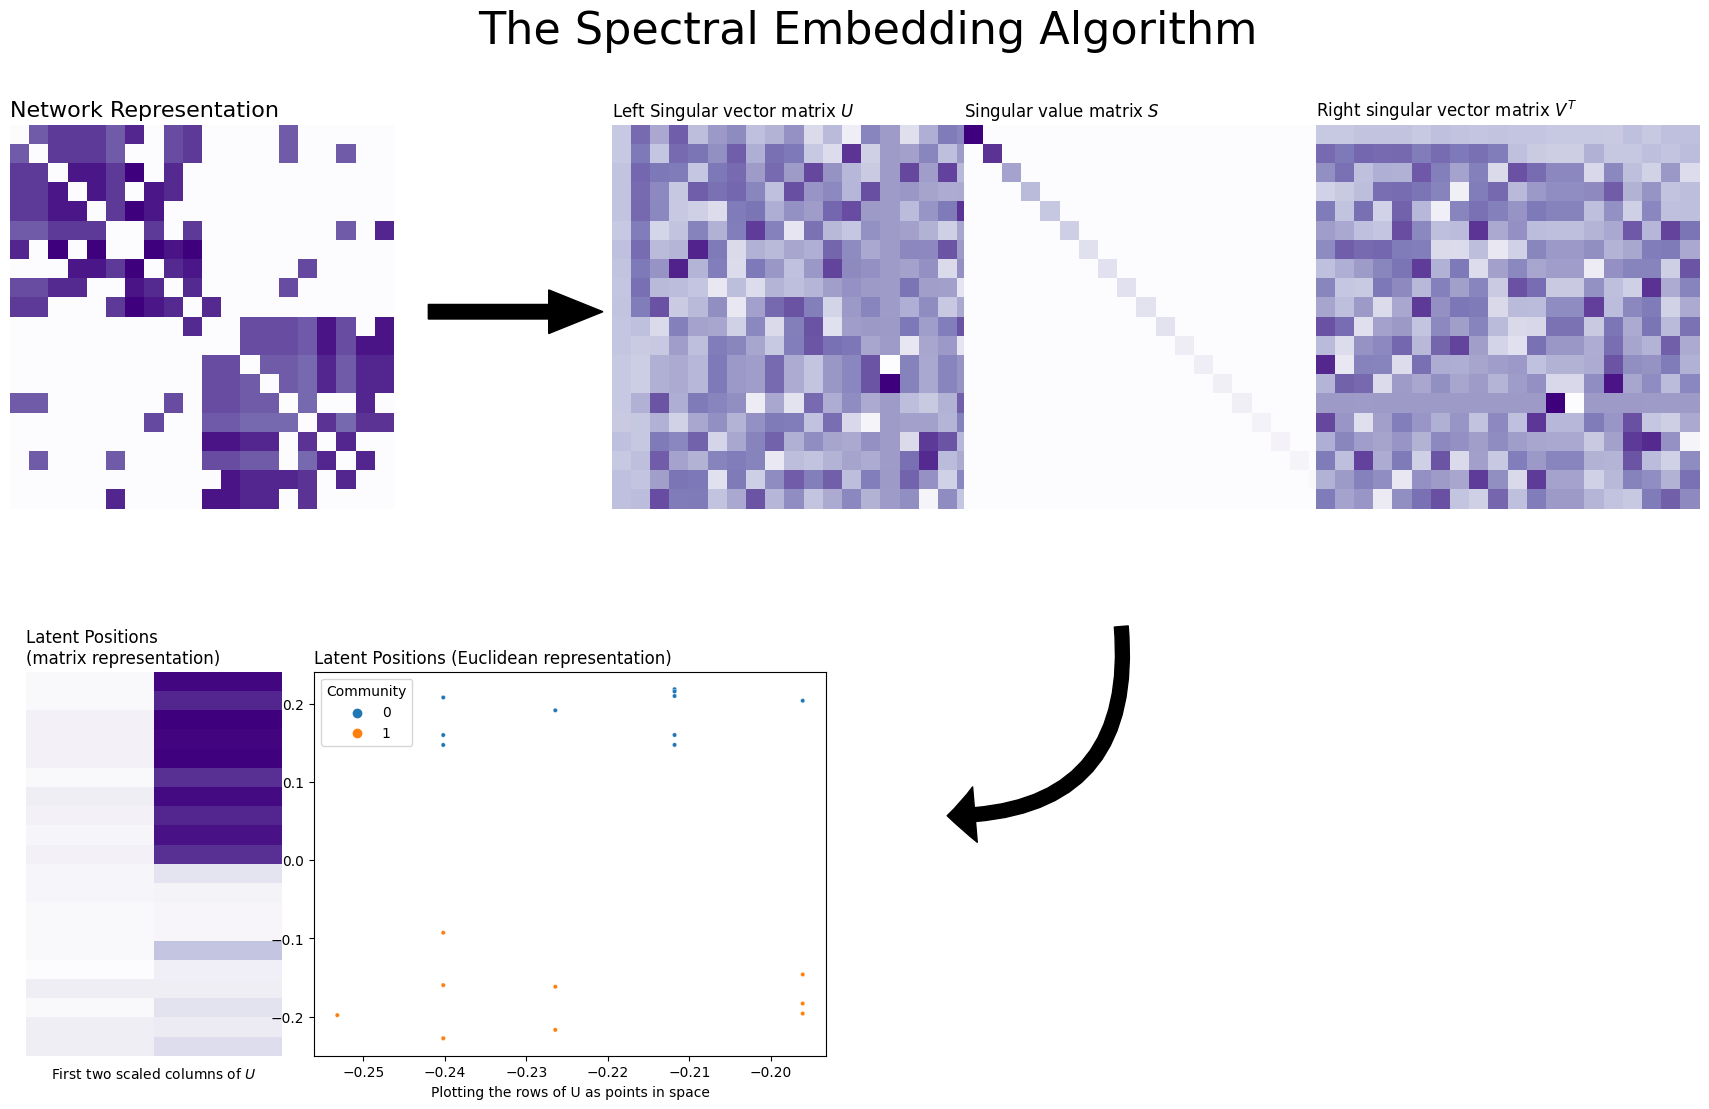 The Spectral Embedding Algorithm
Network Representation
Left Singular vector matrix U
Singular value matrix S
Right singular vector matrix V^T
Latent Positions
(matrix representation)
First two scaled columns of U
Latent Positions (Euclidean representation)
Community
0
1
0.2
0.1
0.0
−0.1
−0.2
−0.25
−0.24
−0.23
−0.22
−0.21
−0.20
Plotting the rows of U as points in space